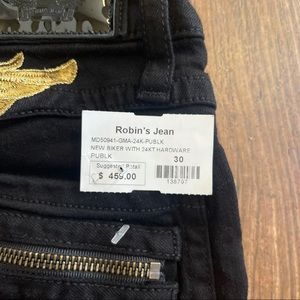 Robin's Jean
MD50941-GMA-24K-PUBLK
NEW BIKER WITH 24KT HARDWARE
PUBLK
30
Suggested Retail
$ 459.00
138797